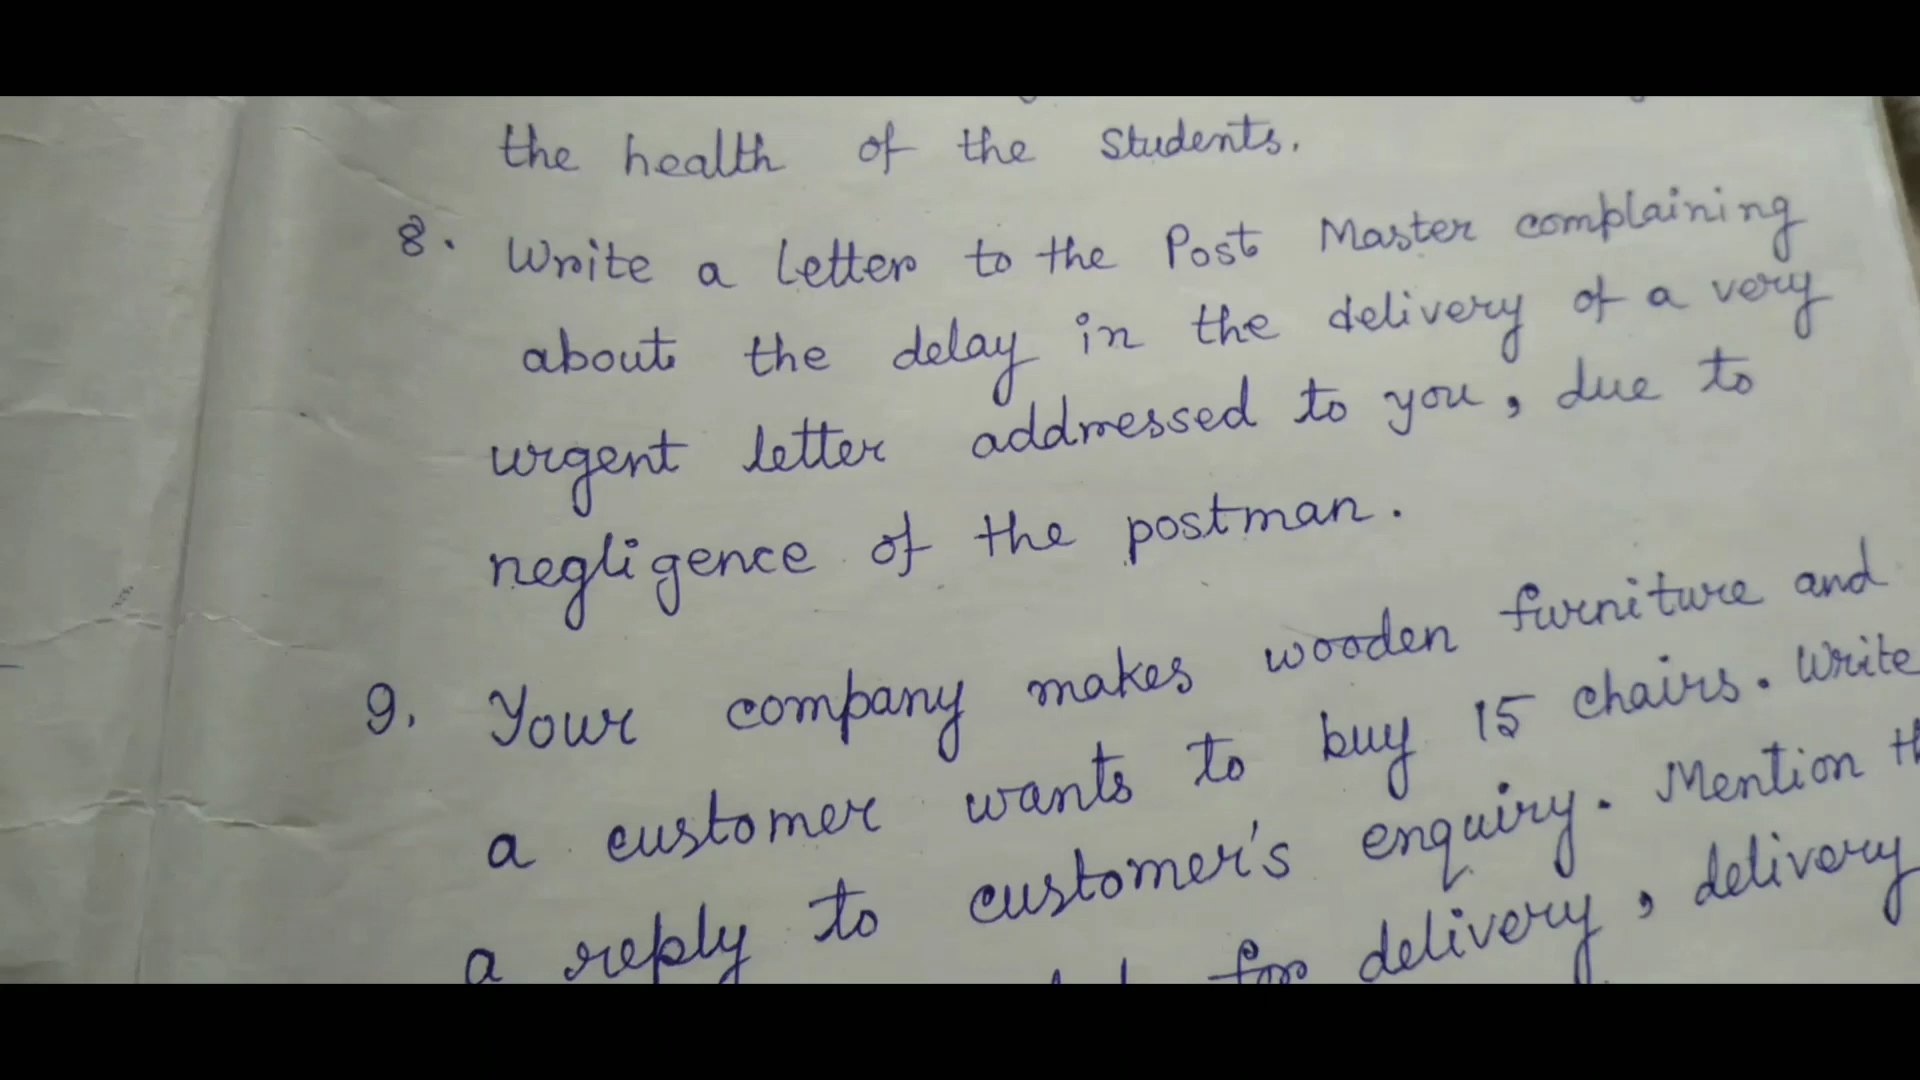 the health of the students.
8. Write a letter to the Post Master complaining
about the delay in the delivery of a very
urgent letter addressed to you, due to
negligence of the postman.
9. Your company makes wooden furniture and
a customer wants to buy 15 chairs. Write
a reply to customer's enquiry. Mention
for delivery, delivery